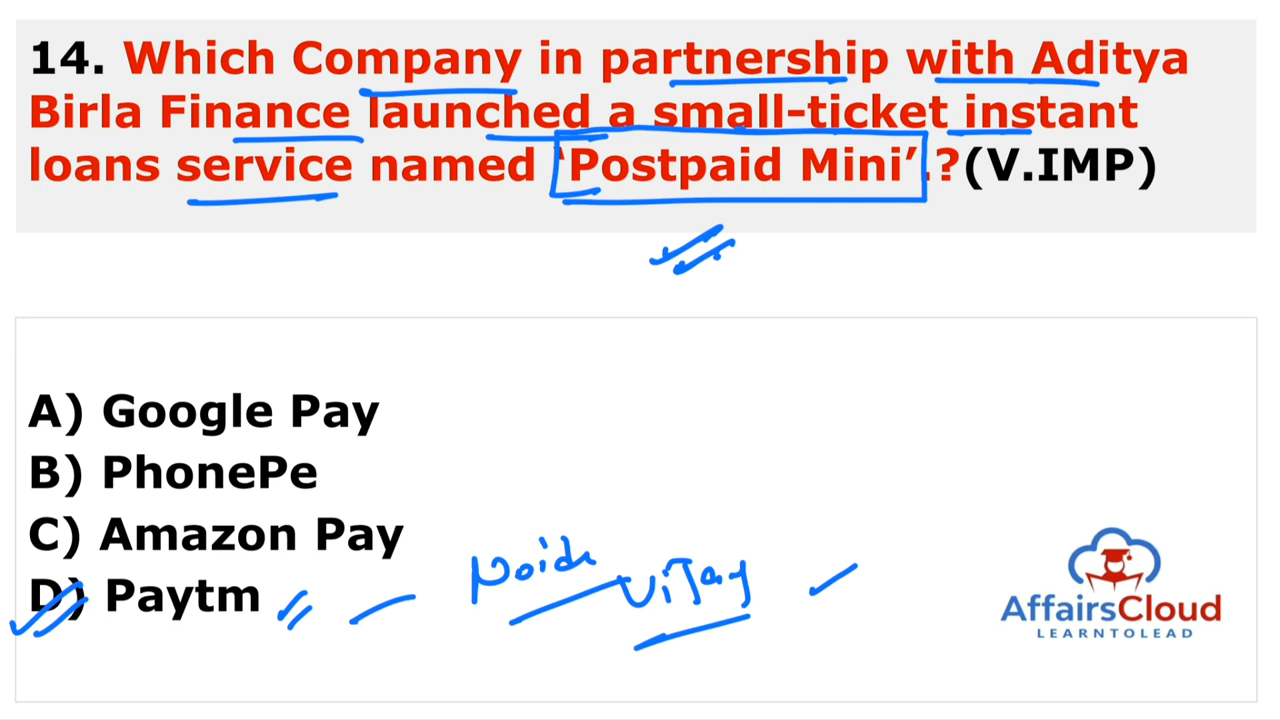 14. Which Company in partnership with Aditya
Birla Finance launched a small-ticket instant
loans service named ‘Postpaid Mini’.?(V.IMP)
A) Google Pay
B) PhonePe
C) Amazon Pay
D) Paytm
Noida Vijay
AffairsCloud
LEARNTOLEAD